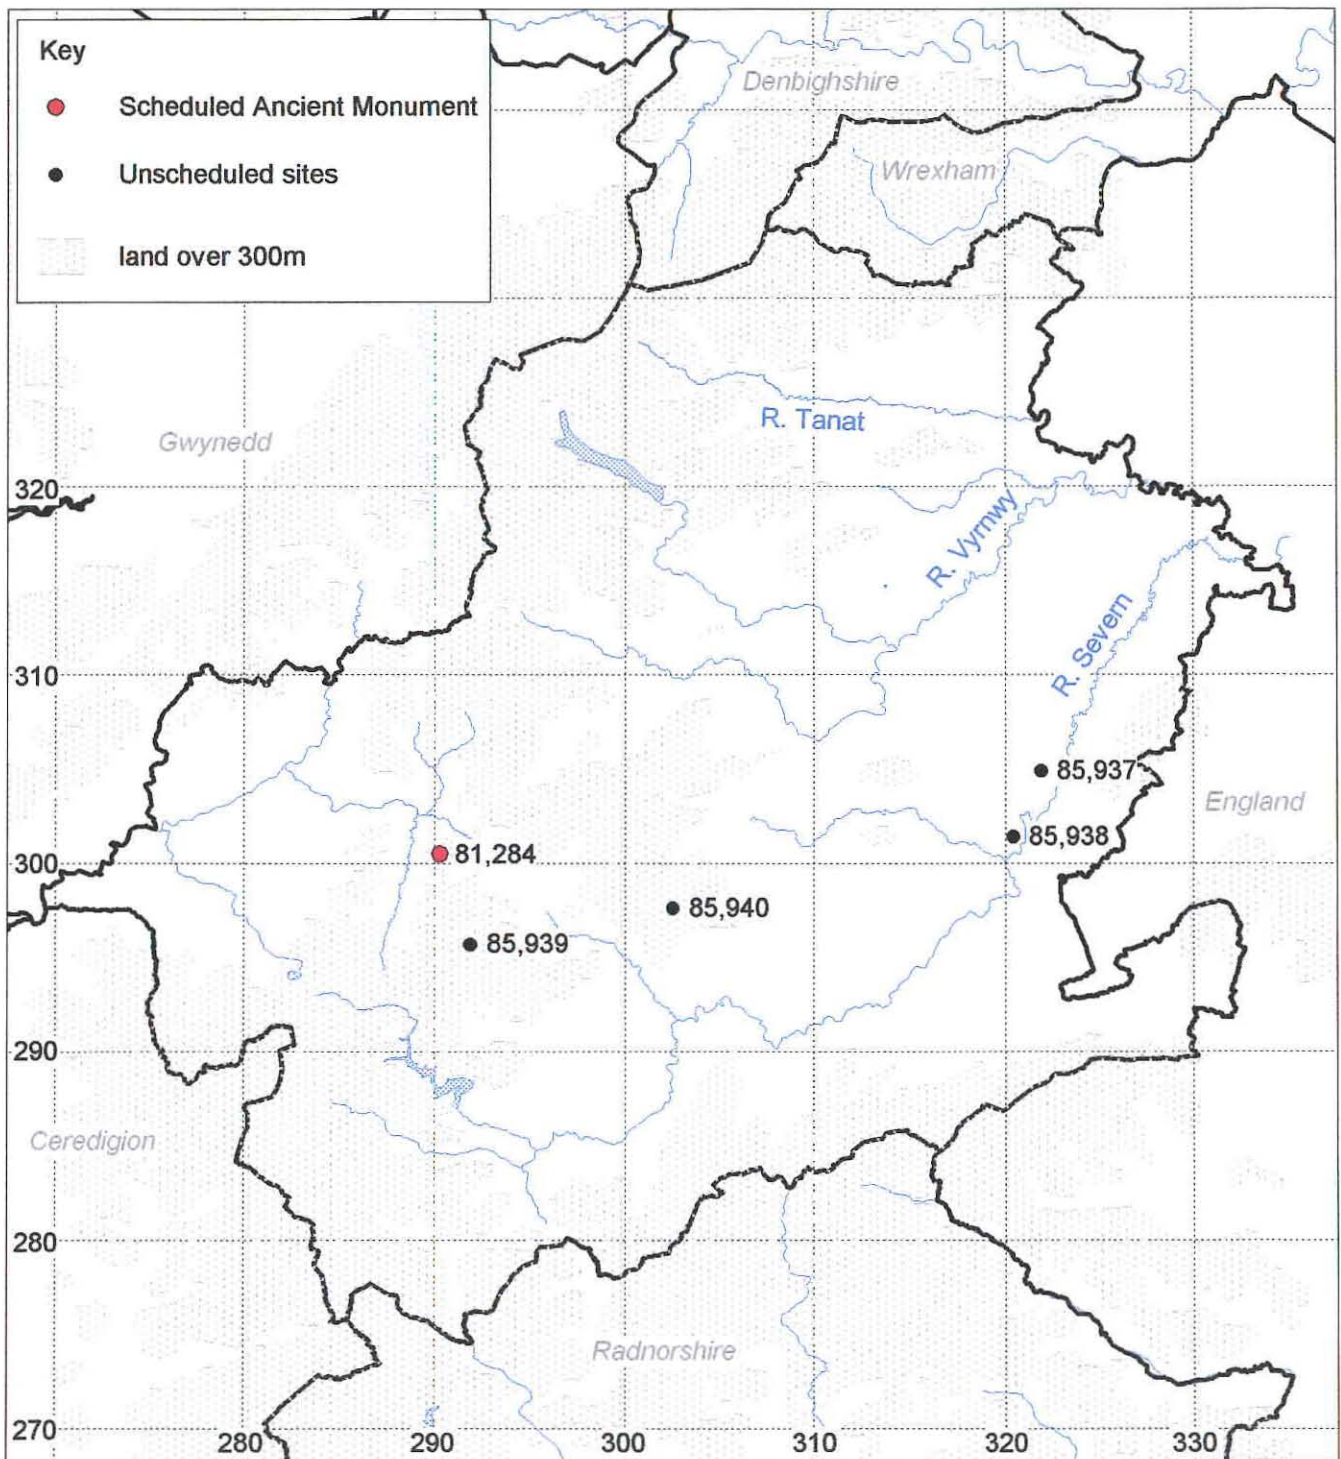 Key
Scheduled Ancient Monument
Unscheduled sites
land over 300m
Denbighshire
Wrexham
R. Tanat
Gwynedd
320
R. Vyrnwy
R. Severn
310
85,937
England
85,938
81,284
300
85,940
85,939
290
Ceredigion
280
Radnorshire
270
280
290
300
310
320
330